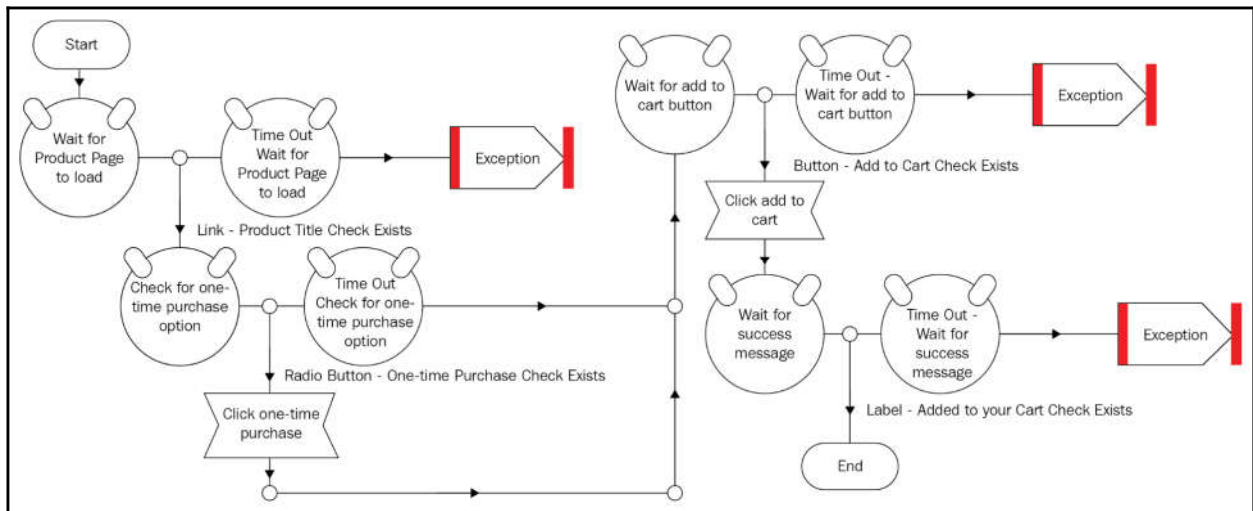 Start
Wait for
Product Page
to load
Time Out
Wait for
Product Page
to load
Exception
Link - Product Title Check Exists
Check for one-
time purchase
option
Time Out
Check for one-
time purchase
option
Radio Button - One-time Purchase Check Exists
Click one-time
purchase
Wait for add to
cart button
Time Out -
Wait for add to
cart button
Exception
Button - Add to Cart Check Exists
Click add to
cart
Wait for
success
message
Time Out -
Wait for
success
message
Exception
Label - Added to your Cart Check Exists
End